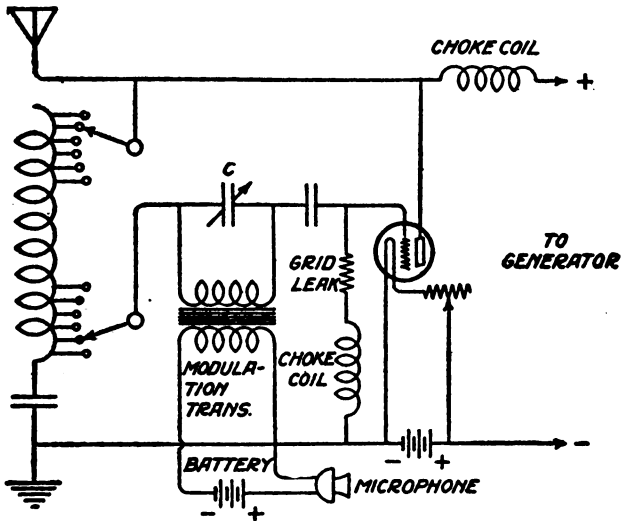 CHOKE COIL
+
C
TO
GENERATOR
GRID
LEAK
CHOKE
COIL
MODULA-
TION
TRANS.
-
BATTERY
- +
MICROPHONE
- +